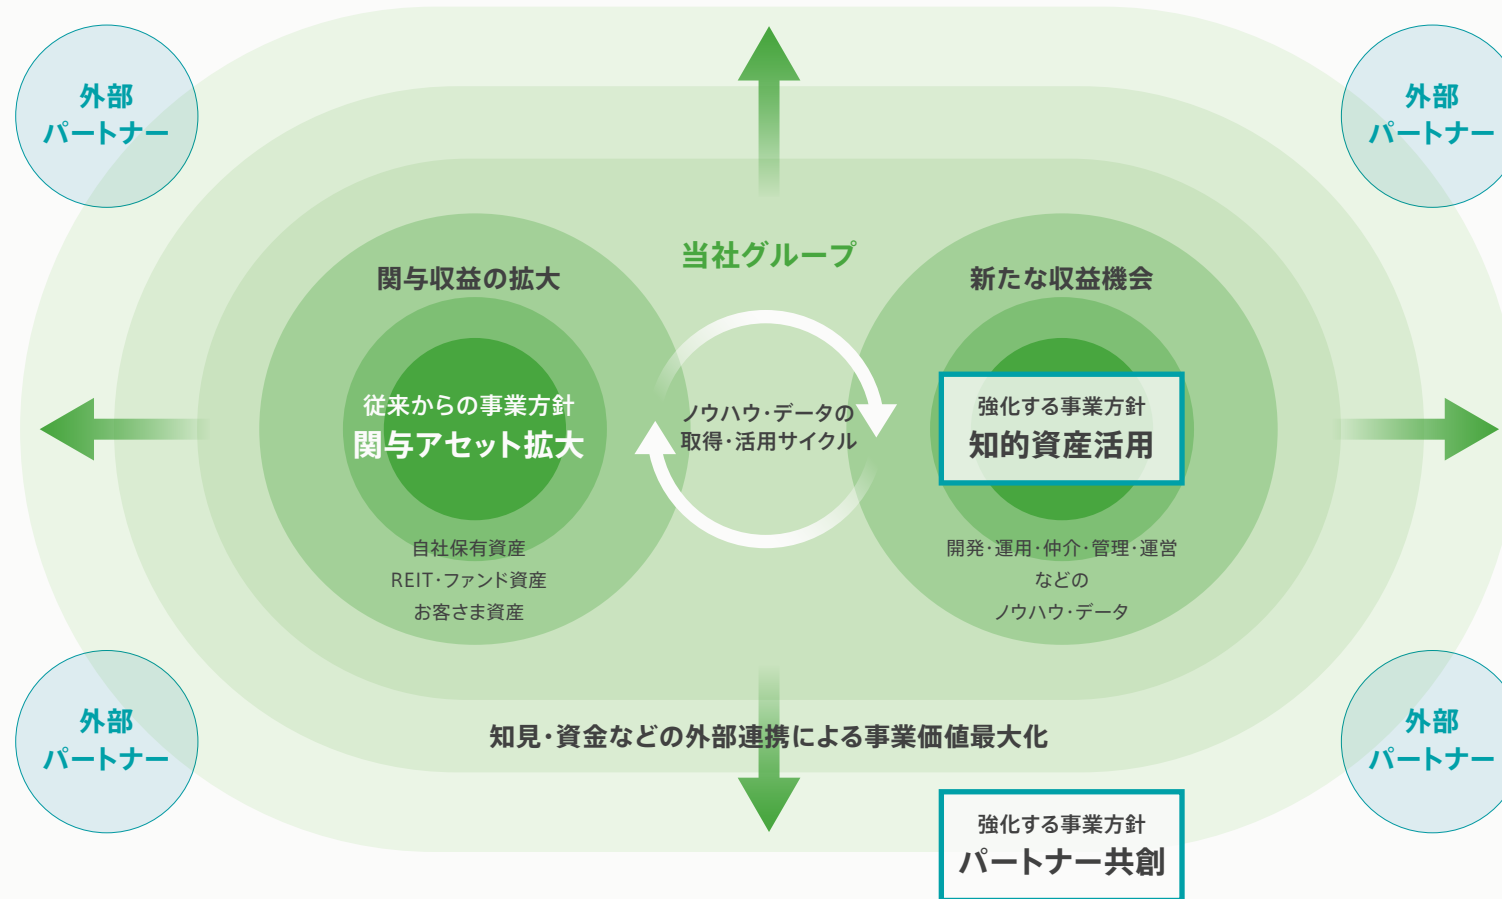 外部
パートナー
外部
パートナー
当社グループ
関与収益の拡大
新たな収益機会
従来からの事業方針
関与アセット拡大
ノウハウ・データの
取得・活用サイクル
強化する事業方針
知的資産活用
自社保有資産
REIT・ファンド資産
お客さま資産
開発・運用・仲介・管理・運営
などの
ノウハウ・データ
外部
パートナー
知見・資金などの外部連携による事業価値最大化
外部
パートナー
強化する事業方針
パートナー共創